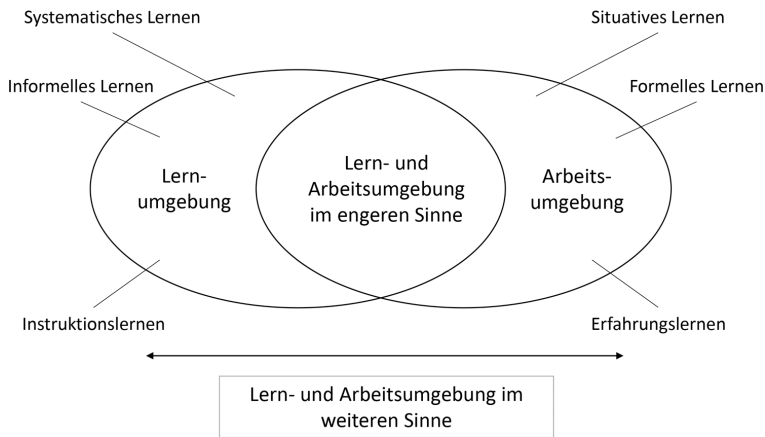 Systematisches Lernen
Situatives Lernen
Informelles Lernen
Formelles Lernen
Lern-
umgebung
Lern- und
Arbeitsumgebung
im engeren Sinne
Arbeits-
umgebung
Instruktionslernen
Erfahrungslernen
Lern- und Arbeitsumgebung im
weiteren Sinne